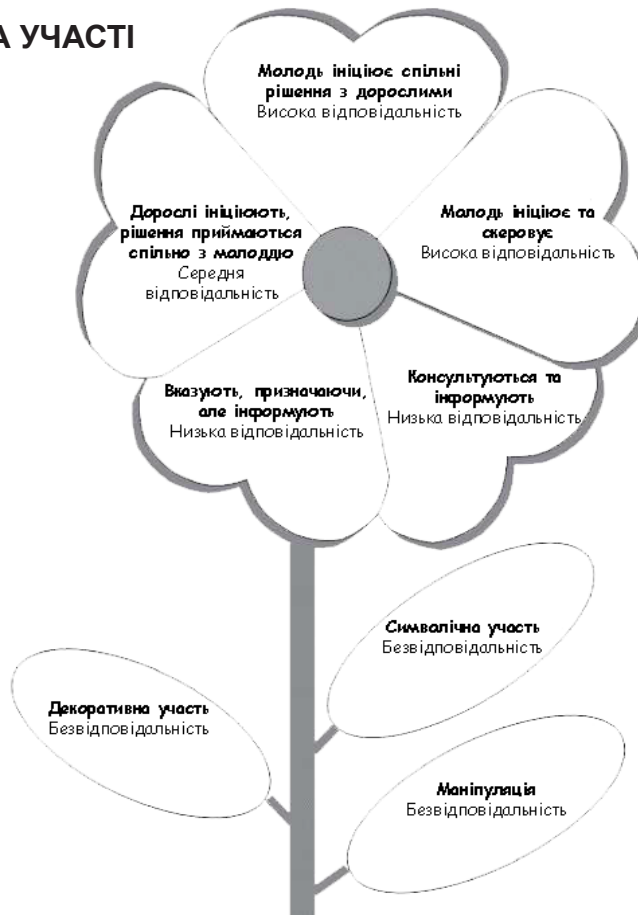 А УЧАСТІ
Молодь ініціює спільні
рішення з дорослими
Висока відповідальність
Дорослі ініціюють,
рішення приймаються
спільно з молоддю
Середня
відповідальність
Молодь ініціює та
скеровує
Висока відповідальність
Вказують, призначаючи,
але інформують
Низька відповідальність
Консультуються та
інформують
Низька відповідальність
Символічна участь
Безвідповідальність
Декоративна участь
Безвідповідальність
Маніпуляція
Безвідповідальність